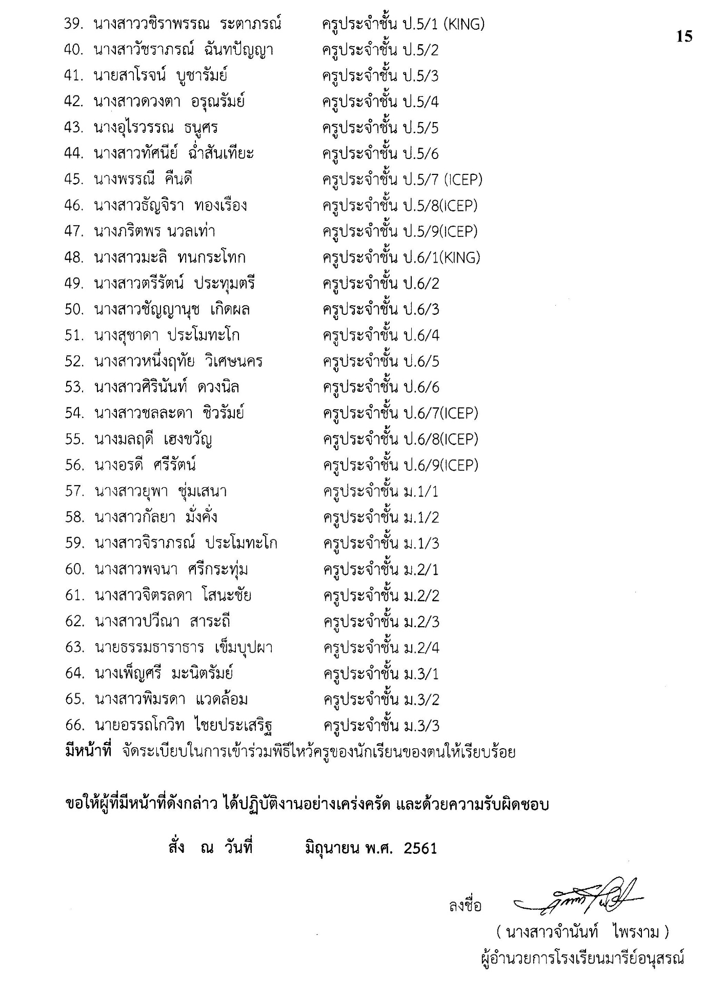 15
39. นางสาววชิราพรรณ ระตาภรณ์ ครูประจำชั้น ป.5/1 (KING)
40. นางสาวัชราภรณ์ ฉันทปัญญา ครูประจำชั้น ป.5/2
41. นายสาโรจน์ บูชารัมย์ ครูประจำชั้น ป.5/3
42. นางสาวดวงตา อรุณรัมย์ ครูประจำชั้น ป.5/4
43. นางอุไรวรรณ ธนูศร ครูประจำชั้น ป.5/5
44. นางสาวทัศนีย์ ฉ่ำสันเทียะ ครูประจำชั้น ป.5/6
45. นางพรรณี คืนดี ครูประจำชั้น ป.5/7 (ICEP)
46. นางสาวธัญจิรา ทองเรือง ครูประจำชั้น ป.5/8(ICEP)
47. นางภริตพร นวลเท่า ครูประจำชั้น ป.5/9(ICEP)
48. นางสาวมะลิ ทนกระโทก ครูประจำชั้น ป.6/1(KING)
49. นางสาวตรีรัตน์ ประทุมตรี ครูประจำชั้น ป.6/2
50. นางสาวชัญญานุช เกิดผล ครูประจำชั้น ป.6/3
51. นางสุชาดา ประโมทะโก ครูประจำชั้น ป.6/4
52. นางสาวหนึ่งฤทัย วิเศษนคร ครูประจำชั้น ป.6/5
53. นางสาวศิรินันท์ ดวงนิล ครูประจำชั้น ป.6/6
54. นางสาวชลละดา ชิวรัมย์ ครูประจำชั้น ป.6/7(ICEP)
55. นางมลฤดี เฮงขวัญ ครูประจำชั้น ป.6/8(ICEP)
56. นางอรดี ศรีรัตน์ ครูประจำชั้น ป.6/9(ICEP)
57. นางสาวยุพา ชุ่มเสนา ครูประจำชั้น ม.1/1
58. นางสาวกัลยา มั่งคั่ง ครูประจำชั้น ม.1/2
59. นางสาวจิราภรณ์ ประโมทะโก ครูประจำชั้น ม.1/3
60. นางสาวพจนา ศรีกระทุ่ม ครูประจำชั้น ม.2/1
61. นางสาวจิตรลดา โสนะชัย ครูประจำชั้น ม.2/2
62. นางสาวปวีณา สาระถี ครูประจำชั้น ม.2/3
63. นายธรรมธาราธาร เข็มบุปผา ครูประจำชั้น ม.2/4
64. นางเพ็ญศรี มะนิตรัมย์ ครูประจำชั้น ม.3/1
65. นางสาวพิมรดา แวดล้อม ครูประจำชั้น ม.3/2
66. นายอรรถโกวิท ไชยประเสริฐ ครูประจำชั้น ม.3/3
มีหน้าที่ จัดระเบียบในการเข้าร่วมพิธีไหว้ครูของนักเรียนของตนให้เรียบร้อย
ขอให้ผู้ที่มีหน้าที่ดังกล่าว ได้ปฏิบัติงานอย่างเคร่งครัด และด้วยความรับผิดชอบ
สั่ง ณ วันที่ มิถุนายน พ.ศ. 2561
ลงชื่อ
( นางสาวจำนันท์ ไพรงาม )
ผู้อำนวยการโรงเรียนมารีย์อนุสรณ์